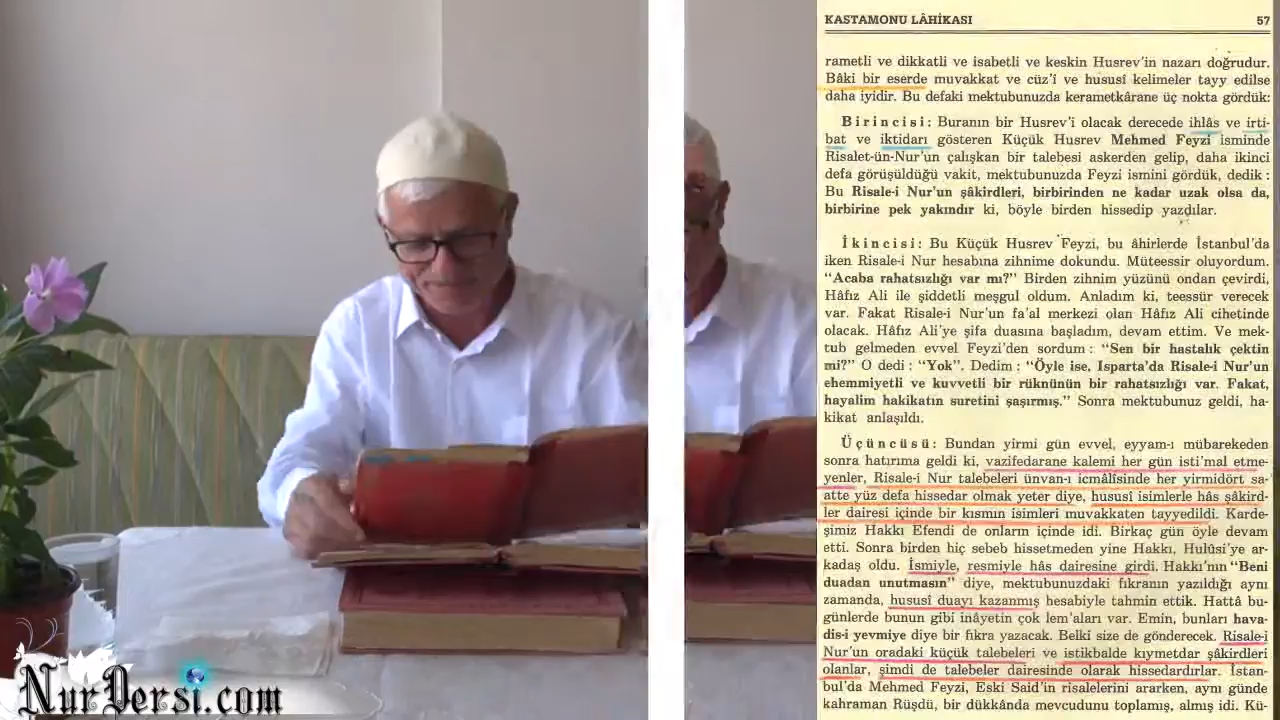 KASTAMONU LÂHİKASI 57
rametli ve dikkatli ve isabetli ve keskin Husrev'in nazarı doğrudur.
Bâki bir eserde muvakkat ve cüz'î ve hususî kelimeler tayy edilse
daha iyidir. Bu defaki mektubunuzda kerametkârane üç nokta gördük:
Birincisi: Buranın bir Husrev'i olacak derecede ihlâs ve irti-
bat ve iktidarı gösteren Küçük Husrev Mehmed Feyzi isminde
Risalet-ün-Nur'un çalışkan bir talebesi askerden gelip, daha ikinci
defa görüşüldüğü vakit, mektubunuzda Feyzi ismini gördük, dedik:
Bu Risale-i Nur'un şâkirdleri, birbirinden ne kadar uzak olsa da,
birbirine pek yakındır ki, böyle birden hissedip yazdılar.
İkincisi: Bu Küçük Husrev Feyzi, bu âhirlerde İstanbul'da
iken Risale-i Nur hesabına zihnime dokundu. Müteessir oluyordum.
"Acaba rahatsızlığı var mı?" Birden zihnim yüzünü ondan çevirdi,
Hâfız Ali ile şiddetli meşgul oldum. Anladım ki, teessür verecek
var. Fakat Risale-i Nur'un fa'al merkezi olan Hâfız Ali cihetinde
olacak. Hâfız Ali'ye şifa duasına başladım, devam ettim. Ve mek-
tub gelmeden evvel Feyzi'den sordum: "Sen bir hastalık çektin
mi?" O dedi: "Yok". Dedim: "Öyle ise, Isparta'da Risale-i Nur'un
ehemmiyetli ve kuvvetli bir rüknünün bir rahatsızlığı var. Fakat,
hayalim hakikatın suretini şaşırmış." Sonra mektubunuz geldi, ha-
kikat anlaşıldı.
Üçüncüsü: Bundan yirmi gün evvel, eyyam-ı mübarekeden
sonra hatırıma geldi ki, vazifedarane kalemi her gün isti'mal etme-
yenler, Risale-i Nur talebeleri ünvan-ı icmâlîsinde her yirmidört sa-
atte yüz defa hissedar olmak yeter diye, hususî isimlerle hâs şâkird-
ler dairesi içinde bir kısmın isimleri muvakkaten tayyedildi. Karde-
şimiz Hakkı Efendi de onların içinde idi. Birkaç gün öyle devam
etti. Sonra birden hiç sebeb hissetmeden yine Hakkı, Hulûsi'ye ar-
kadaş oldu. İsmiyle, resmiyle hâs dairesine girdi. Hakkı'nın "Beni
duadan unutmasın" diye, mektubunuzdaki fıkranın yazıldığı aynı
zamanda, hususî duayı kazanmış hesabiyle tahmin ettik. Hattâ bu-
günlerde bunun gibi inâyetin çok lem'aları var. Emin, bunları hava-
dis-i yevmiye diye bir fıkra yazacak. Belki size de gönderecek. Risale-i
Nur'un oradaki küçük talebeleri ve istikbalde kıymetdar şâkirdleri
olanlar, şimdi de talebeler dairesinde olarak hissedardırlar. İstan-
bul'da Mehmed Feyzi, Eski Said'in risalelerini ararken, aynı günde
kahraman Rüşdü, bir dükkânda mevcudunu toplamış, almış idi. Kü-
NurDersi.com